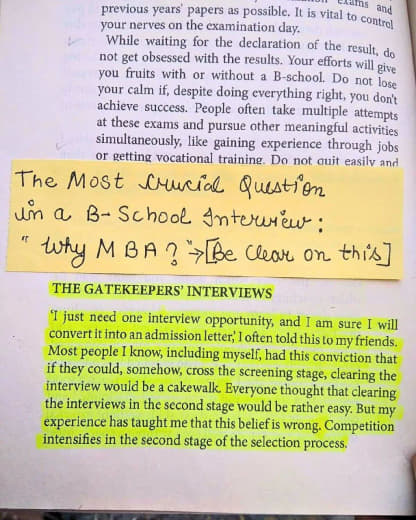 exams and
previous years' papers as possible. It is vital to control
your nerves on the examination day.
While waiting for the declaration of the result, do
not get obsessed with the results. Your efforts will give
you fruits with or without a B-school. Do not lose
your calm if, despite doing everything right, you don't
achieve success. People often take multiple attempts
at these exams and pursue other meaningful activities
simultaneously, like gaining experience through jobs
or getting vocational training. Do not quit easily and
The Most Crucial Question
in a B-School Interview:
"Why MBA?"→[Be Clear on this]
THE GATEKEEPERS' INTERVIEWS
'I just need one interview opportunity, and I am sure I will
convert it into an admission letter,' I often told this to my friends.
Most people I know, including myself, had this conviction that
if they could, somehow, cross the screening stage, clearing the
interview would be a cakewalk. Everyone thought that clearing
the interviews in the second stage would be rather easy. But my
experience has taught me that this belief is wrong. Competition
intensifies in the second stage of the selection process.